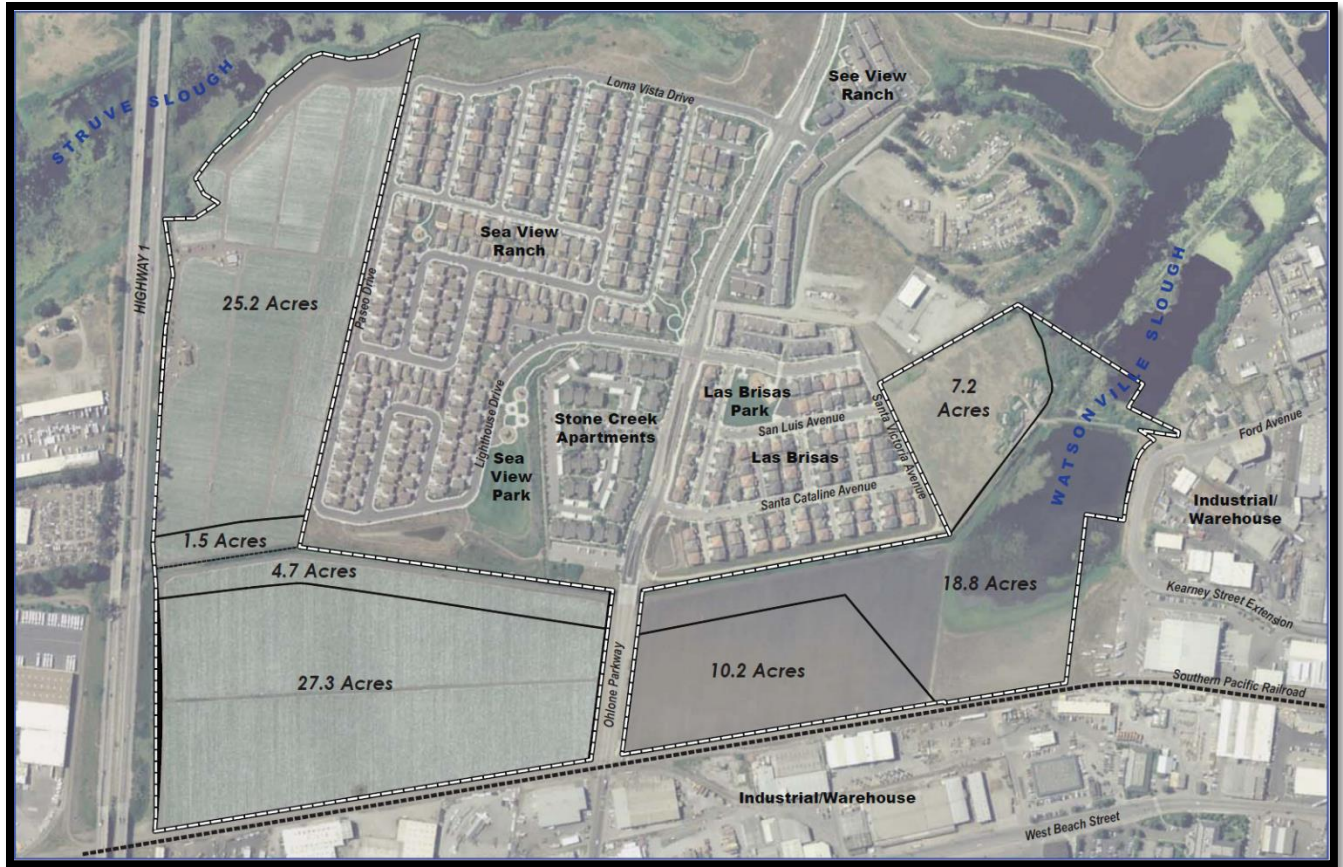 STRUVE SLOUGH
Loma Vista Drive
See View
Ranch
HIGHWAY 1
25.2 Acres
Paseo Drive
Sea View
Ranch
Lighthouse Drive
Stone Creek
Apartments
Sea
View
Park
Las Brisas
Park
San Luis Avenue
Las Brisas
Santa Cataline Avenue
Santa Victoria Avenue
7.2
Acres
WATSONVILLE SLOUGH
Ford Avenue
Industrial/
Warehouse
Kearney Street Extension
1.5 Acres
4.7 Acres
18.8 Acres
27.3 Acres
Ohlone Parkway
10.2 Acres
Southern Pacific Railroad
Industrial/Warehouse
West Beach Street